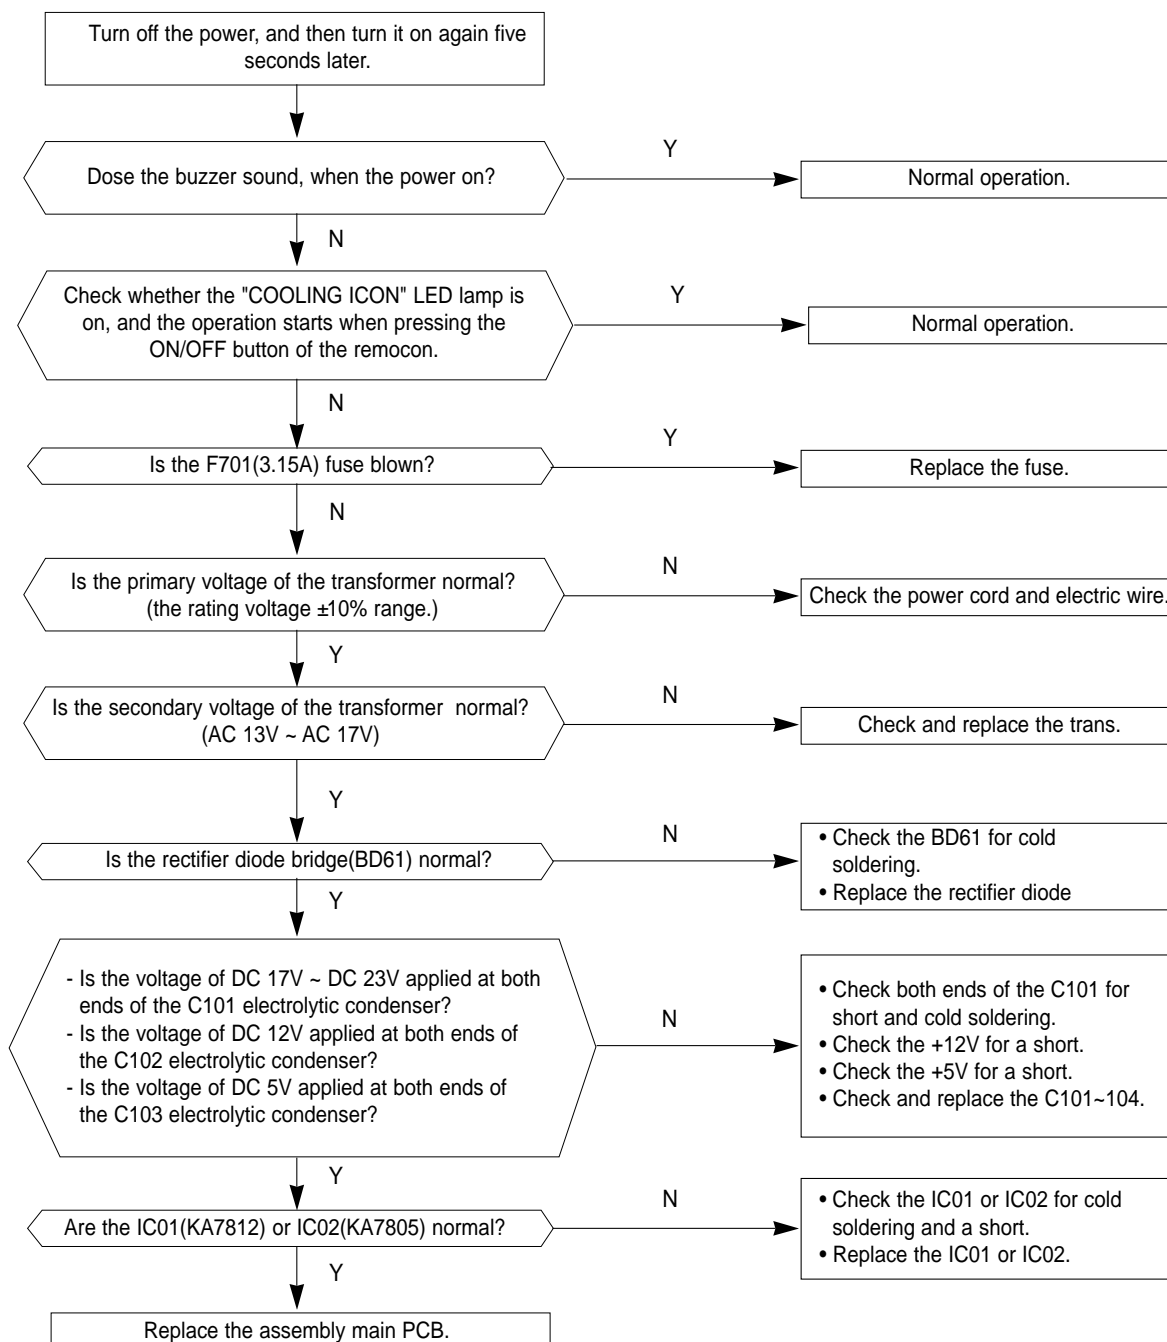 Turn off the power, and then turn it on again five
seconds later.
Dose the buzzer sound, when the power on?
Y
Normal operation.
N
Check whether the "COOLING ICON" LED lamp is
on, and the operation starts when pressing the
ON/OFF button of the remocon.
Y
Normal operation.
N
Is the F701(3.15A) fuse blown?
Y
Replace the fuse.
N
Is the primary voltage of the transformer normal?
(the rating voltage ±10% range.)
N
Check the power cord and electric wire.
Y
Is the secondary voltage of the transformer  normal?
(AC 13V ~ AC 17V)
N
Check and replace the trans.
Y
Is the rectifier diode bridge(BD61) normal?
N
• Check the BD61 for cold
soldering.
• Replace the rectifier diode
Y
- Is the voltage of DC 17V ~ DC 23V applied at both
ends of the C101 electrolytic condenser?
- Is the voltage of DC 12V applied at both ends of
the C102 electrolytic condenser?
- Is the voltage of DC 5V applied at both ends of
the C103 electrolytic condenser?
N
• Check both ends of the C101 for
short and cold soldering.
• Check the +12V for a short.
• Check the +5V for a short.
• Check and replace the C101~104.
Y
Are the IC01(KA7812) or IC02(KA7805) normal?
N
• Check the IC01 or IC02 for cold
soldering and a short.
• Replace the IC01 or IC02.
Y
Replace the assembly main PCB.